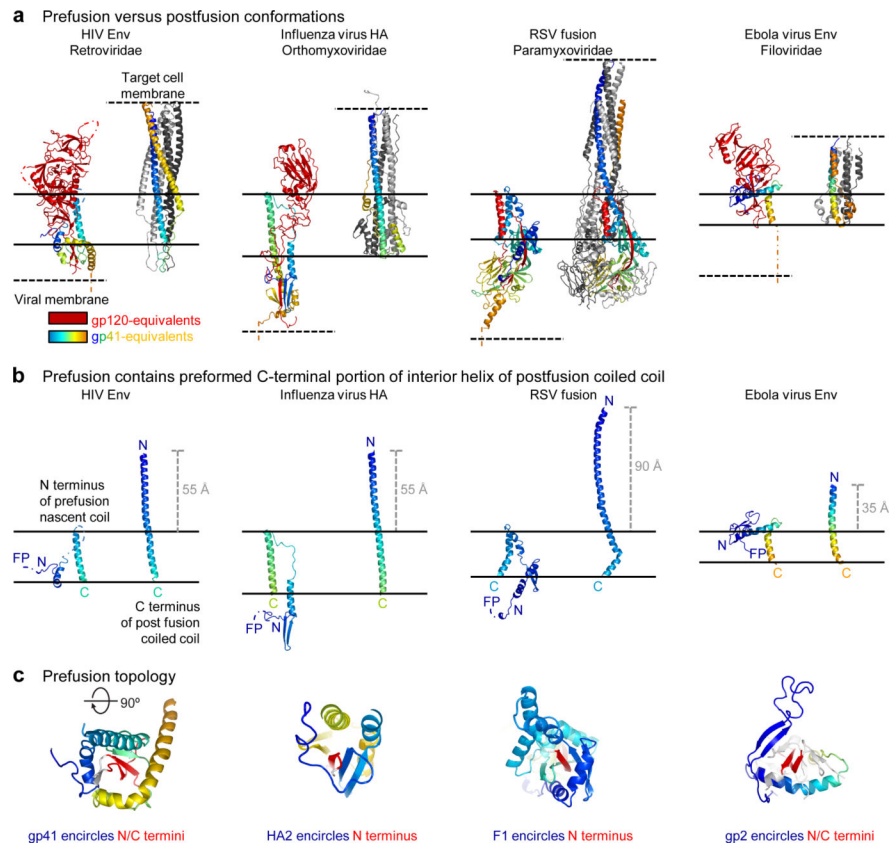 a Prefusion versus postfusion conformations
HIV Env
Retroviridae
Influenza virus HA
Orthomyxoviridae
RSV fusion
Paramyxoviridae
Ebola virus Env
Filoviridae
Target cell
membrane
Viral membrane
gp120-equivalents
gp41-equivalents
b Prefusion contains preformed C-terminal portion of interior helix of postfusion coiled coil
HIV Env
Influenza virus HA
RSV fusion
Ebola virus Env
N
55 Å
N terminus
of prefusion
nascent coil
FP
N
C
C
C terminus
of post fusion
coiled coil
N
55 Å
C
C
FP
N
N
90 Å
C
FP
N
N
35 Å
N
FP
C
C
c Prefusion topology
90º
gp41 encircles N/C termini
HA2 encircles N terminus
F1 encircles N terminus
gp2 encircles N/C termini